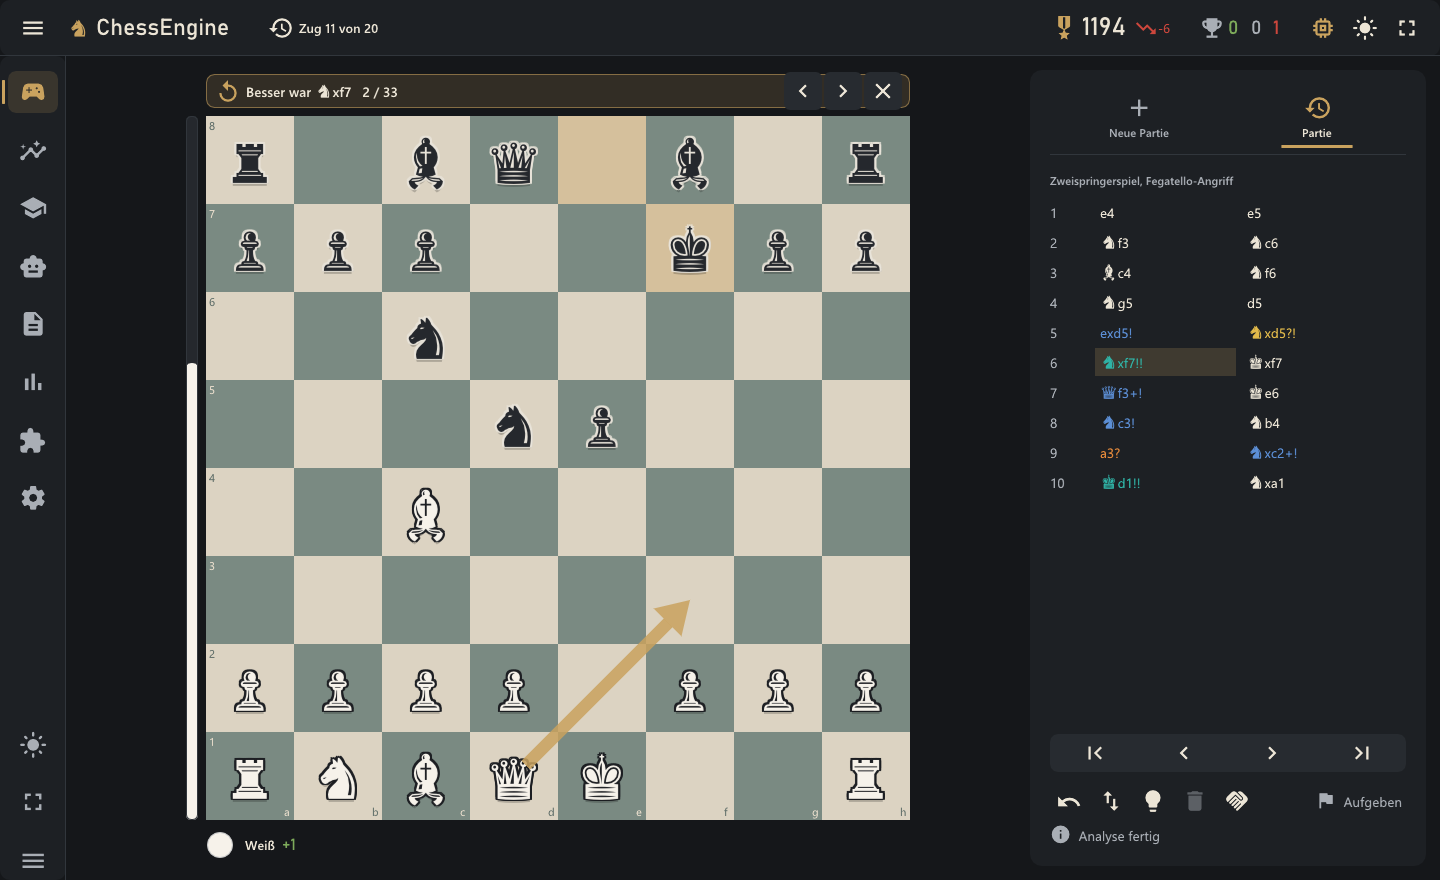 ChessEngine
Zug 11 von 20
1194 -6 0 0 1
Besser war xf7 2 / 33
Neue Partie
Partie
Zweispringerspiel, Fegatello-Angriff
1 e4 e5
2 f3 c6
3 c4 f6
4 g5 d5
5 exd5! xd5?!
6 xf7!! xf7
7 f3+! e6
8 c3! b4
9 a3? xc2+!
10 d1!! xa1
8
7
6
5
4
3
2
1
a b c d e f g h
Weiß +1
Aufgeben
Analyse fertig